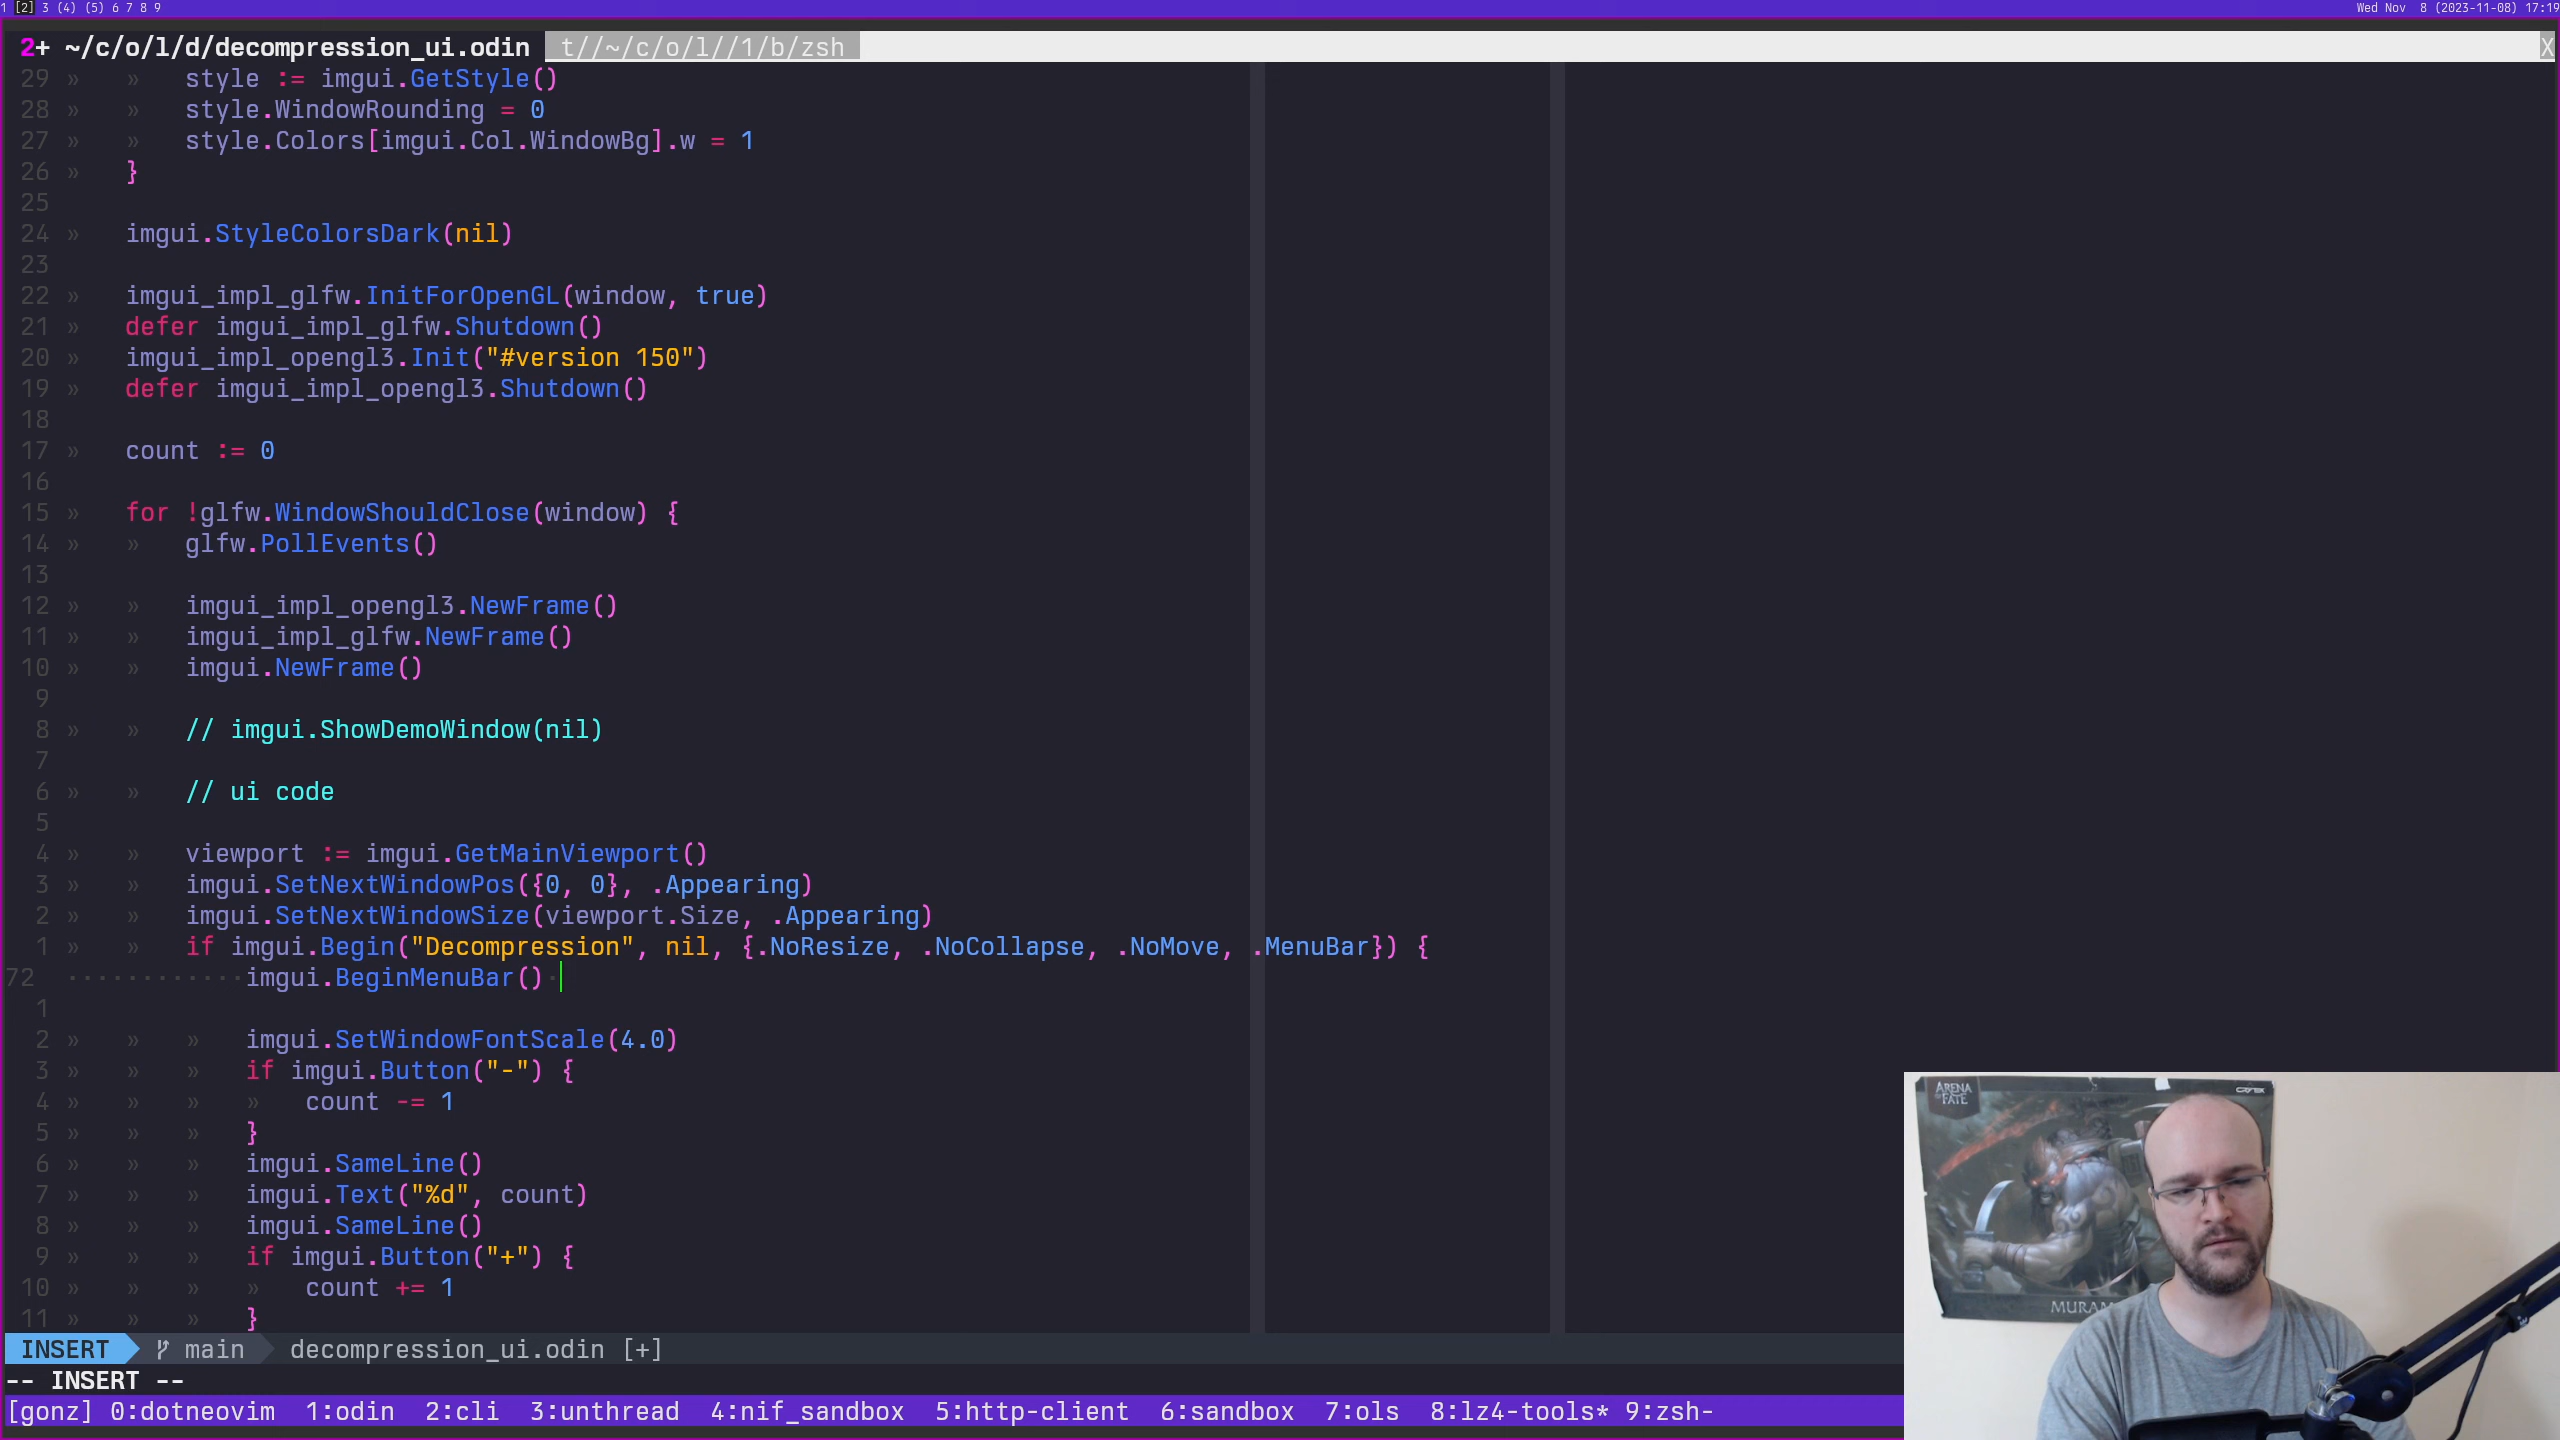 1 [2] 3 (4) (5) 6 7 8 9 Wed Nov 8 (2023-11-08) 17:19
2+ ~/c/o/l/d/decompression_ui.odin t//~/c/o/l//1/b/zsh X
29 » » style := imgui.GetStyle()
28 » » style.WindowRounding = 0
27 » » style.Colors[imgui.Col.WindowBg].w = 1
26 » }
25
24 » imgui.StyleColorsDark(nil)
23
22 » imgui_impl_glfw.InitForOpenGL(window, true)
21 » defer imgui_impl_glfw.Shutdown()
20 » imgui_impl_opengl3.Init("#version 150")
19 » defer imgui_impl_opengl3.Shutdown()
18
17 » count := 0
16
15 » for !glfw.WindowShouldClose(window) {
14 » » glfw.PollEvents()
13
12 » » imgui_impl_opengl3.NewFrame()
11 » » imgui_impl_glfw.NewFrame()
10 » » imgui.NewFrame()
9
8 » » // imgui.ShowDemoWindow(nil)
7
6 » » // ui code
5
4 » » viewport := imgui.GetMainViewport()
3 » » imgui.SetNextWindowPos({0, 0}, .Appearing)
2 » » imgui.SetNextWindowSize(viewport.Size, .Appearing)
1 » » if imgui.Begin("Decompression", nil, {.NoResize, .NoCollapse, .NoMove, .MenuBar}) {
72 ············imgui.BeginMenuBar()·
1
2 » » » imgui.SetWindowFontScale(4.0)
3 » » » if imgui.Button("-") {
4 » » » » count -= 1
5 » » » }
6 » » » imgui.SameLine()
7 » » » imgui.Text("%d", count)
8 » » » imgui.SameLine()
9 » » » if imgui.Button("+") {
10 » » » » count += 1
11 » » » }
ARENA
FATE
MURAM
INSERT main decompression_ui.odin [+]
-- INSERT --
[gonz] 0:dotneovim 1:odin 2:cli 3:unthread 4:nif_sandbox 5:http-client 6:sandbox 7:ols 8:lz4-tools* 9:zsh-